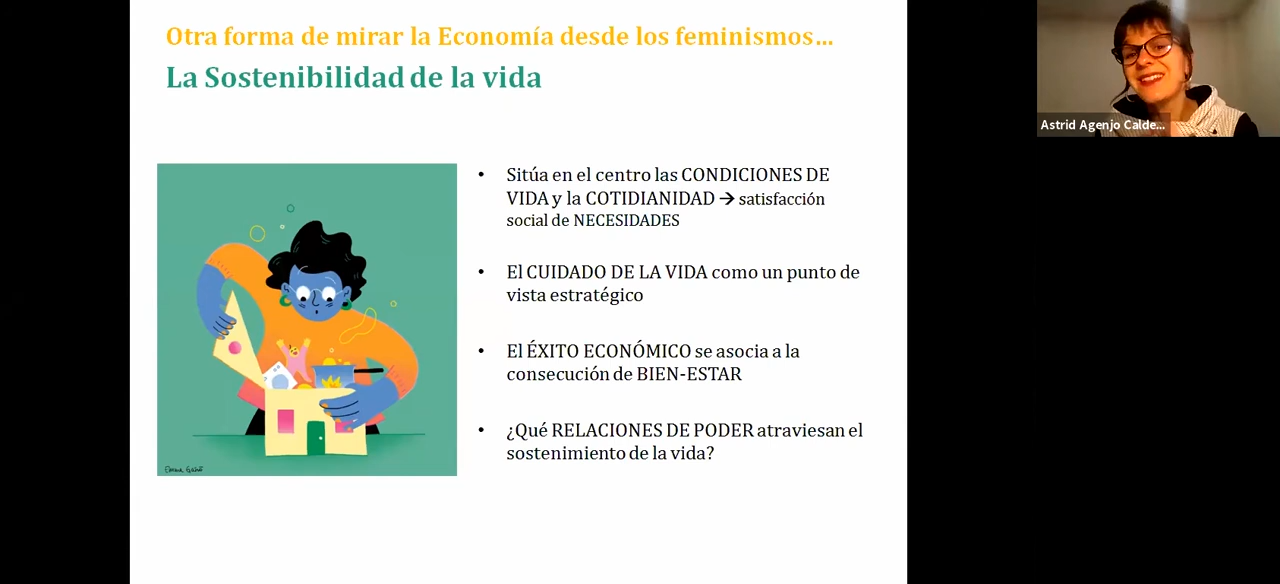 Otra forma de mirar la Economía desde los feminismos...
La Sostenibilidad de la vida
Astrid Agenjo Calde...
• Sitúa en el centro las CONDICIONES DE
VIDA y la COTIDIANIDAD → satisfacción
social de NECESIDADES
• El CUIDADO DE LA VIDA como un punto de
vista estratégico
• El ÉXITO ECONÓMICO se asocia a la
consecución de BIEN-ESTAR
• ¿Qué RELACIONES DE PODER atraviesan el
sostenimiento de la vida?